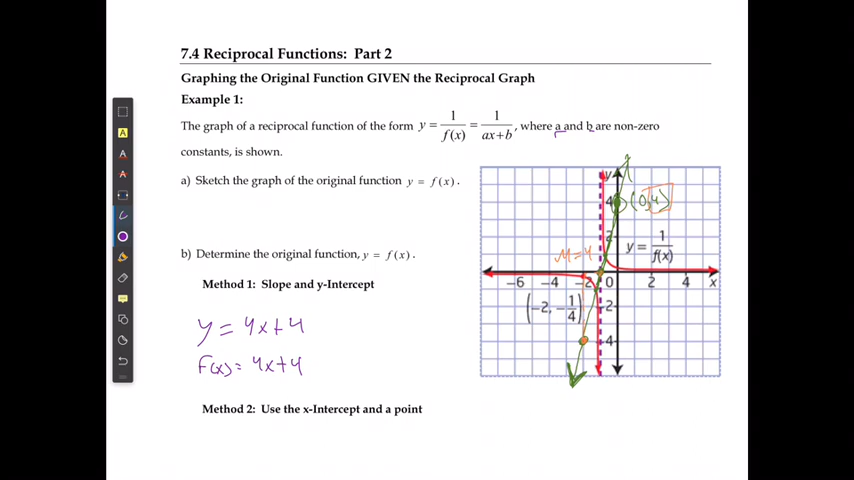 7.4 Reciprocal Functions: Part 2
Graphing the Original Function GIVEN the Reciprocal Graph
Example 1:
The graph of a reciprocal function of the form y = 1/f(x) = 1/(ax+b), where a and b are non-zero
constants, is shown.
a) Sketch the graph of the original function y = f(x).
b) Determine the original function, y = f(x).
Method 1: Slope and y-Intercept
y = 4x+4
f(x) = 4x+4
Method 2: Use the x-Intercept and a point
y
4
(0,4)
2
M=4
y = 1/f(x)
-6 -4 -2 0 2 4 x
(-2, -1/4)
-2
-4
A
A
A